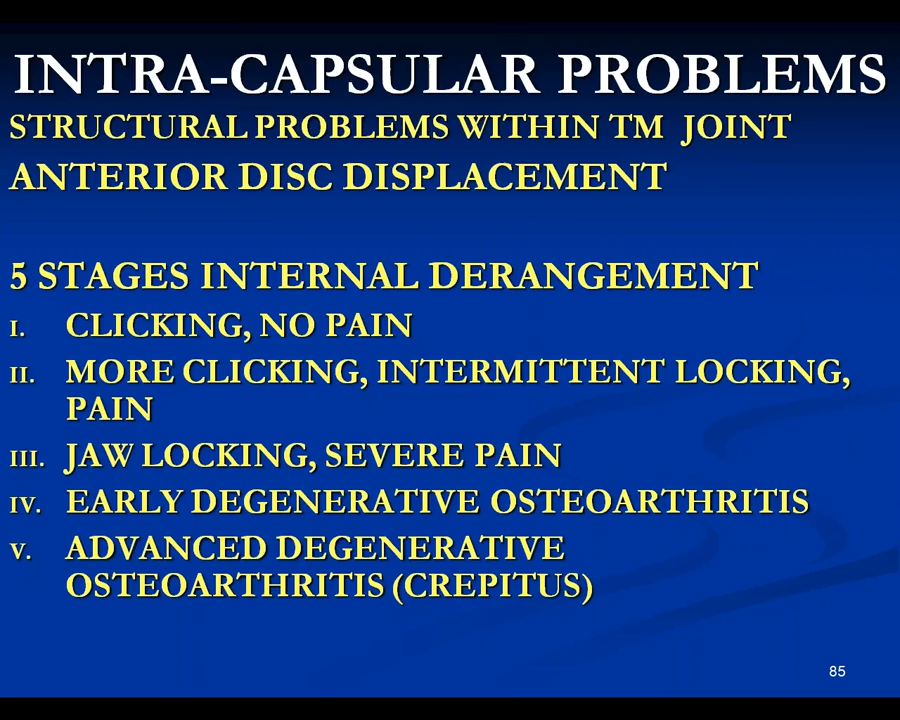 INTRA-CAPSULAR PROBLEMS
STRUCTURAL PROBLEMS WITHIN TM JOINT
ANTERIOR DISC DISPLACEMENT
5 STAGES INTERNAL DERANGEMENT
I. CLICKING, NO PAIN
II. MORE CLICKING, INTERMITTENT LOCKING,
PAIN
III. JAW LOCKING, SEVERE PAIN
IV. EARLY DEGENERATIVE OSTEOARTHRITIS
V. ADVANCED DEGENERATIVE
OSTEOARTHRITIS (CREPITUS)
85